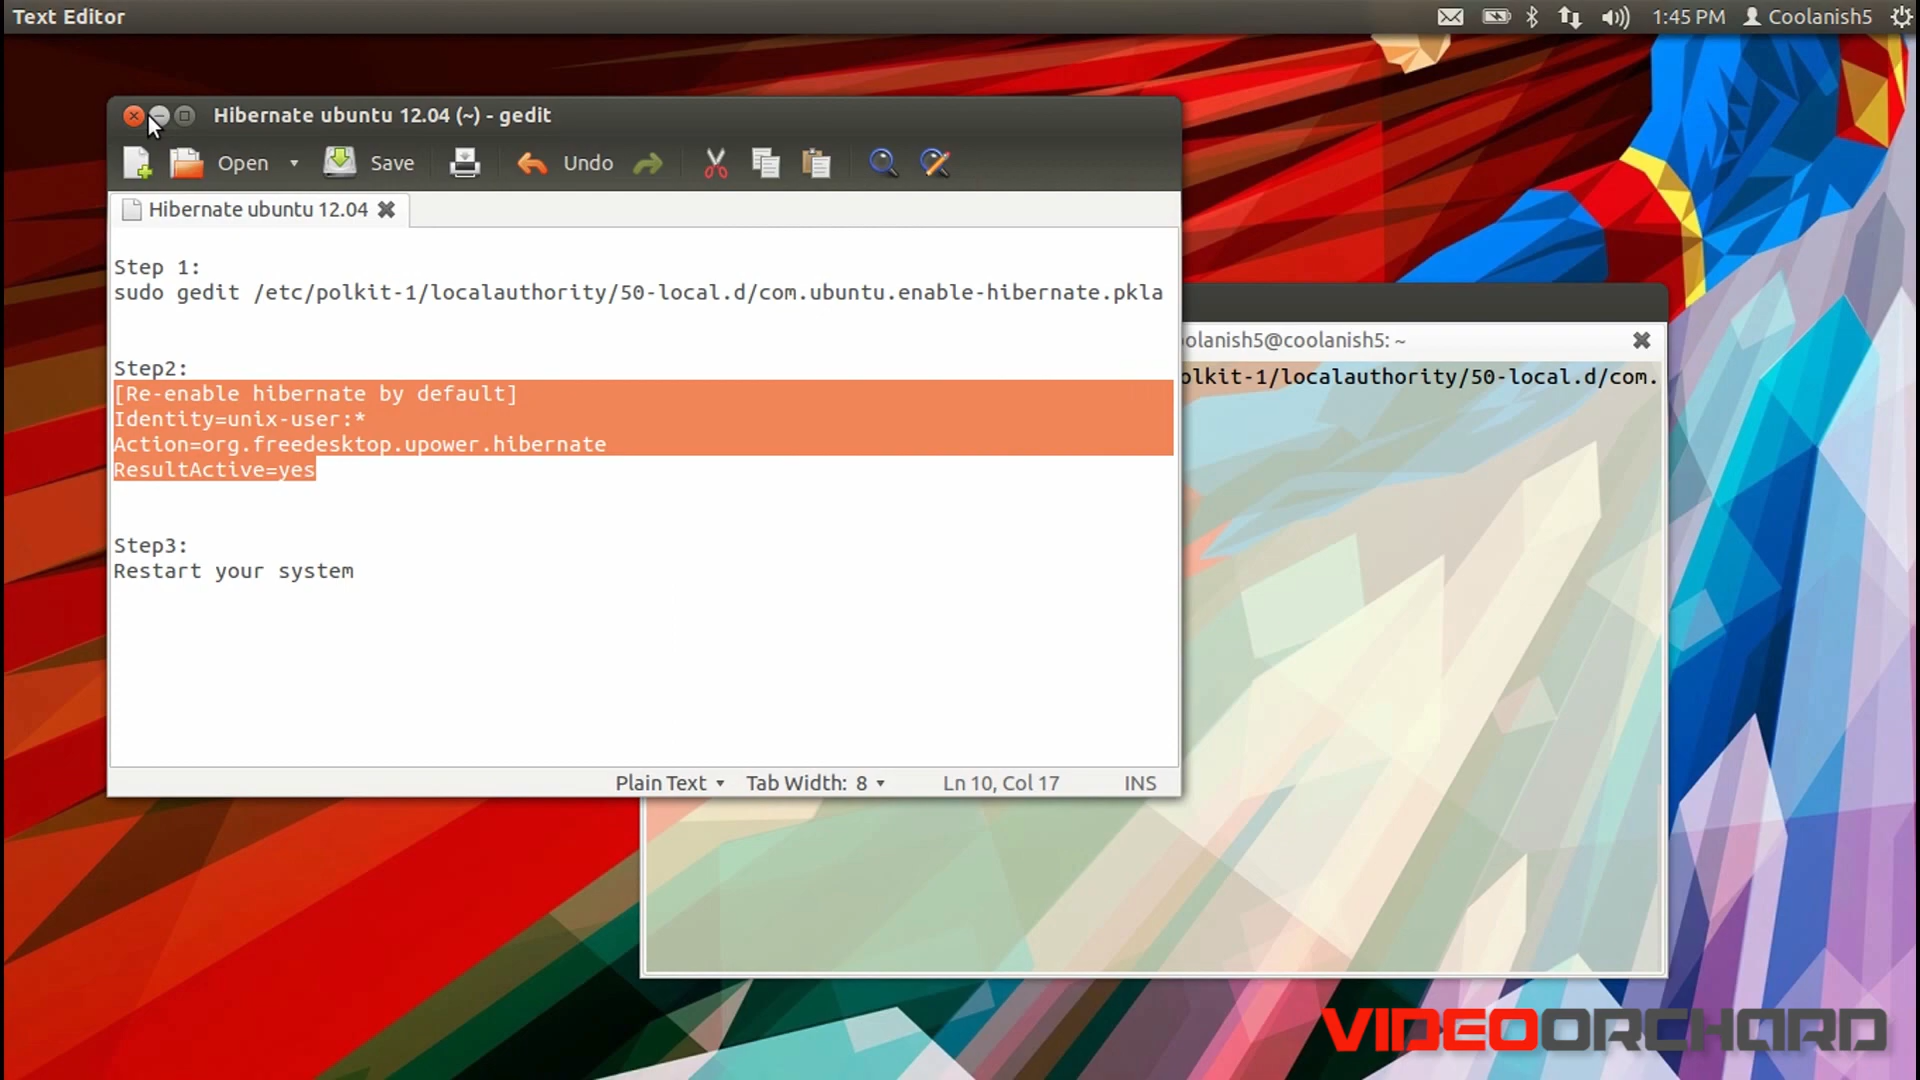 Text Editor
1:45 PM Coolanish5
Hibernate ubuntu 12.04 (~) - gedit
Open Save Undo
Hibernate ubuntu 12.04
Step 1:
sudo gedit /etc/polkit-1/localauthority/50-local.d/com.ubuntu.enable-hibernate.pkla
Step2:
[Re-enable hibernate by default]
Identity=unix-user:*
Action=org.freedesktop.upower.hibernate
ResultActive=yes
Step3:
Restart your system
Plain Text Tab Width: 8 Ln 10, Col 17 INS
olanish5@coolanish5: ~
olkit-1/localauthority/50-local.d/com.
VIDEOORCHARD